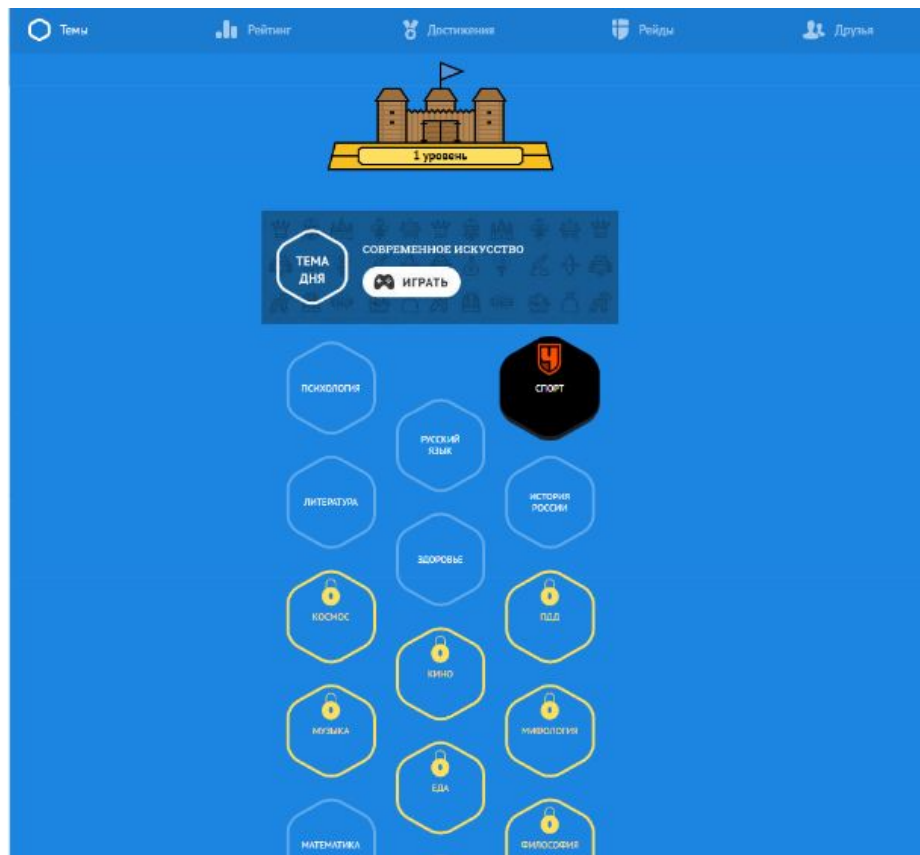 Темы
Рейтинг
Достижения
Рейды
Друзья
1 уровень
ТЕМА
ДНЯ
СОВРЕМЕННОЕ ИСКУССТВО
ИГРАТЬ
ПСИХОЛОГИЯ
Ч
СПОРТ
РУССКИЙ
ЯЗЫК
ЛИТЕРАТУРА
ИСТОРИЯ
РОССИИ
ЗДОРОВЬЕ
КОСМОС
ПДД
КИНО
МУЗЫКА
МИФОЛОГИЯ
ЕДА
МАТЕМАТИКА
ФИЛОСОФИЯ